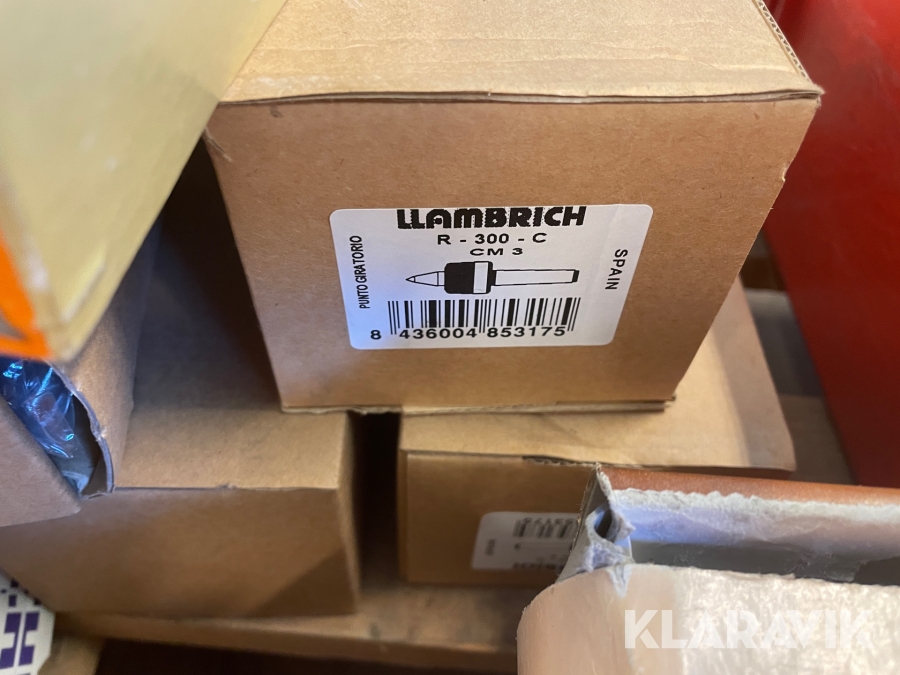 LLAMBRICH
R - 300 - C
CM 3
PUNTO GIRATORIO
SPAIN
8 436004 853175
KLARAVIK